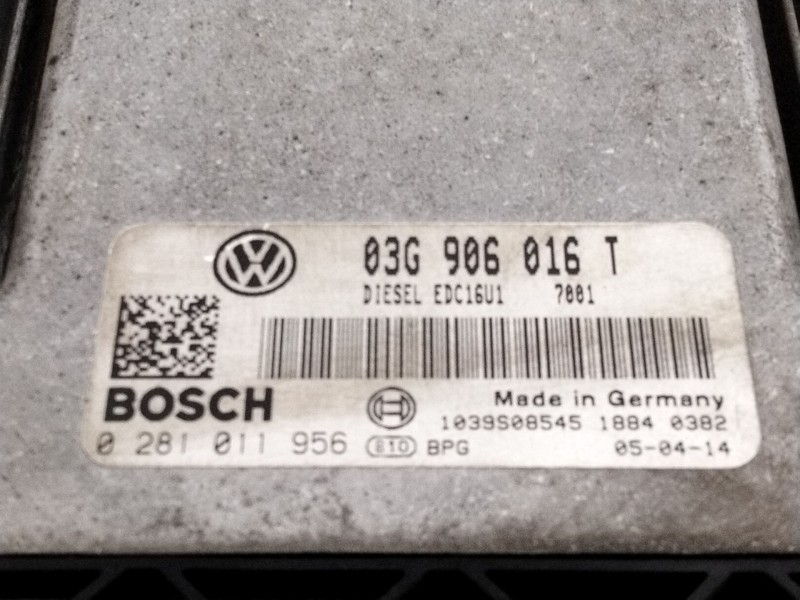 03G 906 016 T
DIESEL EDC16U1 7001
BOSCH
Made in Germany
1039S08545 1884 0382
0 281 011 956 BPG 05-04-14